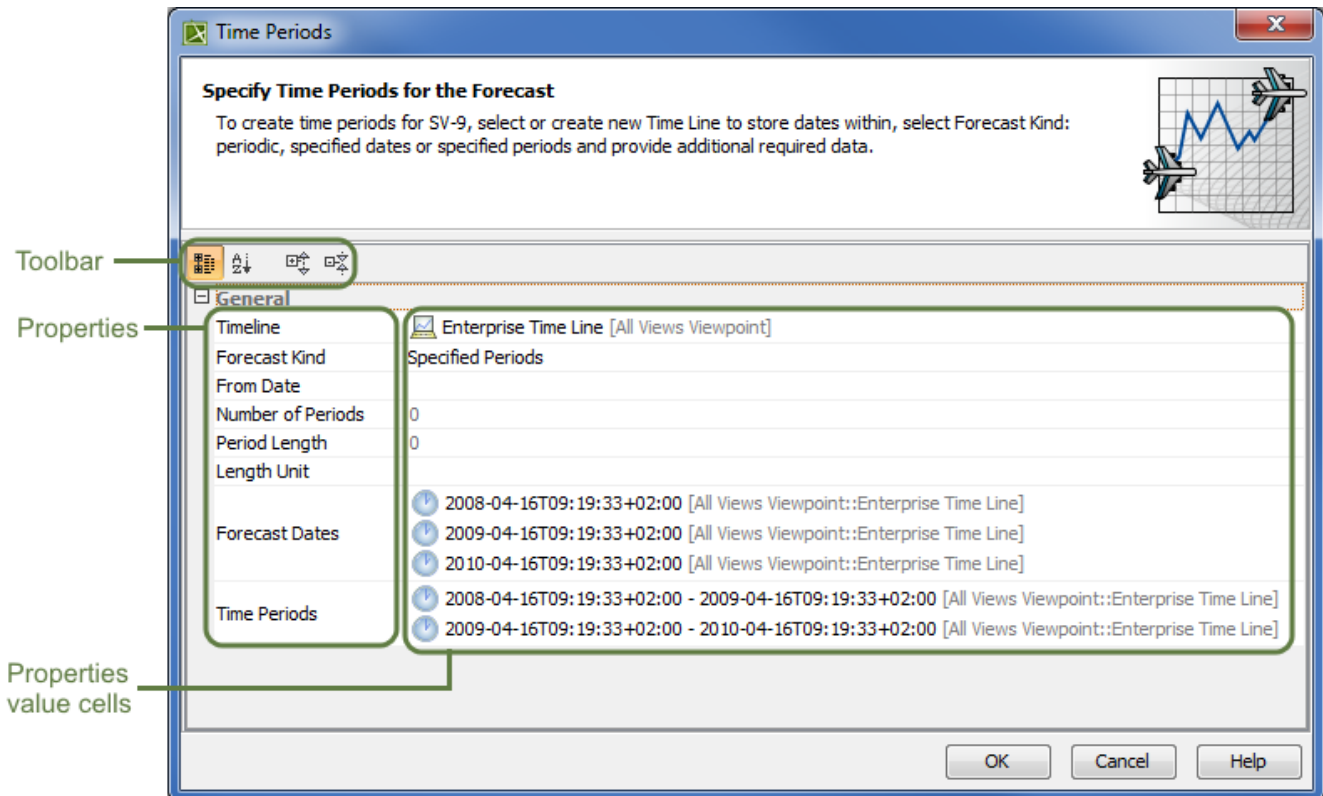 Time Periods
Specify Time Periods for the Forecast
To create time periods for SV-9, select or create new Time Line to store dates within, select Forecast Kind:
periodic, specified dates or specified periods and provide additional required data.
Toolbar
General
Properties
Timeline Enterprise Time Line [All Views Viewpoint]
Forecast Kind Specified Periods
From Date
Number of Periods 0
Period Length 0
Length Unit
Forecast Dates
2008-04-16T09:19:33+02:00 [All Views Viewpoint::Enterprise Time Line]
2009-04-16T09:19:33+02:00 [All Views Viewpoint::Enterprise Time Line]
2010-04-16T09:19:33+02:00 [All Views Viewpoint::Enterprise Time Line]
Time Periods
2008-04-16T09:19:33+02:00 - 2009-04-16T09:19:33+02:00 [All Views Viewpoint::Enterprise Time Line]
2009-04-16T09:19:33+02:00 - 2010-04-16T09:19:33+02:00 [All Views Viewpoint::Enterprise Time Line]
Properties
value cells
OK Cancel Help